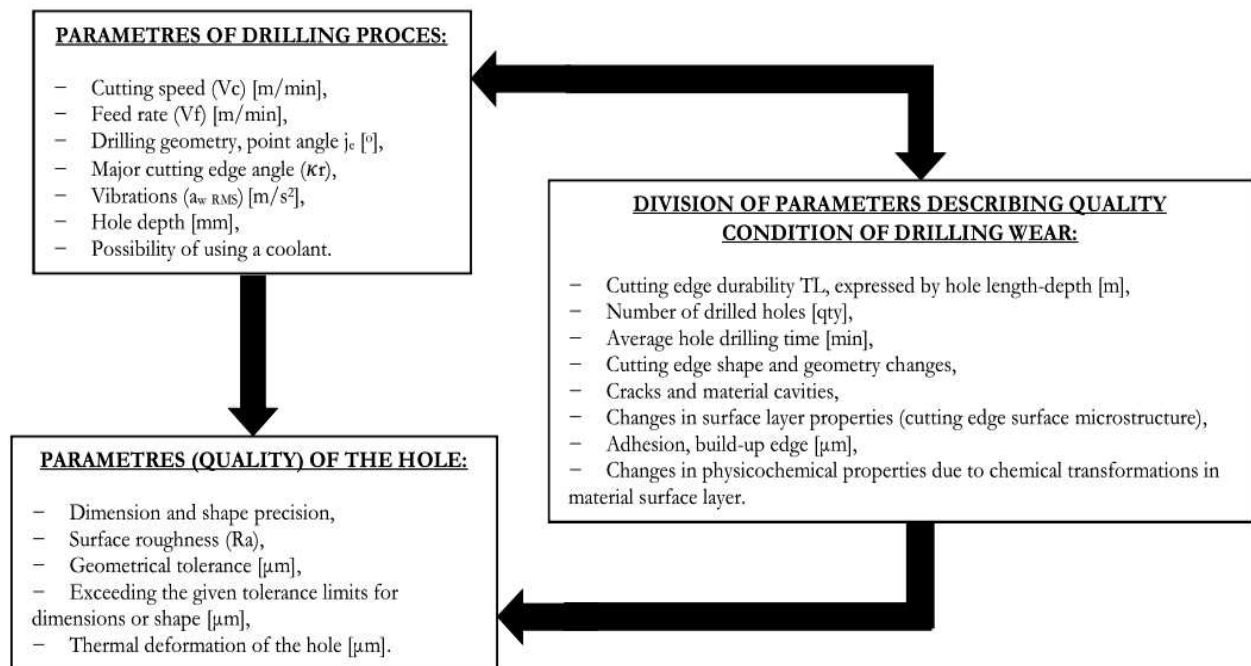 PARAMETRES OF DRILLING PROCES:
− Cutting speed (Vc) [m/min],
− Feed rate (Vf) [m/min],
− Drilling geometry, point angle jₑ [º],
− Major cutting edge angle (κr),
− Vibrations (a_w RMS) [m/s²],
− Hole depth [mm],
− Possibility of using a coolant.
DIVISION OF PARAMETERS DESCRIBING QUALITY
CONDITION OF DRILLING WEAR:
− Cutting edge durability TL, expressed by hole length-depth [m],
− Number of drilled holes [qty],
− Average hole drilling time [min],
− Cutting edge shape and geometry changes,
− Cracks and material cavities,
− Changes in surface layer properties (cutting edge surface microstructure),
− Adhesion, build-up edge [µm],
− Changes in physicochemical properties due to chemical transformations in
material surface layer.
PARAMETRES (QUALITY) OF THE HOLE:
− Dimension and shape precision,
− Surface roughness (Ra),
− Geometrical tolerance [µm],
− Exceeding the given tolerance limits for
dimensions or shape [µm],
− Thermal deformation of the hole [µm].